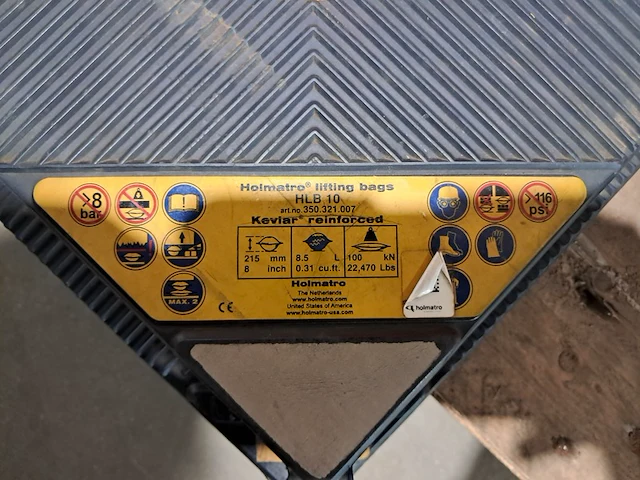 Holmatro® lifting bags
HLB 10
art.no. 350.321.007
Kevlar® reinforced
>8 bar
>116 psi
215 mm 8.5 L 100 kN
8 inch 0.31 cu.ft. 22,470 Lbs
MAX. 2
CE
Holmatro
The Netherlands
www.holmatro.com
United States of America
www.holmatro-usa.com
holmatro